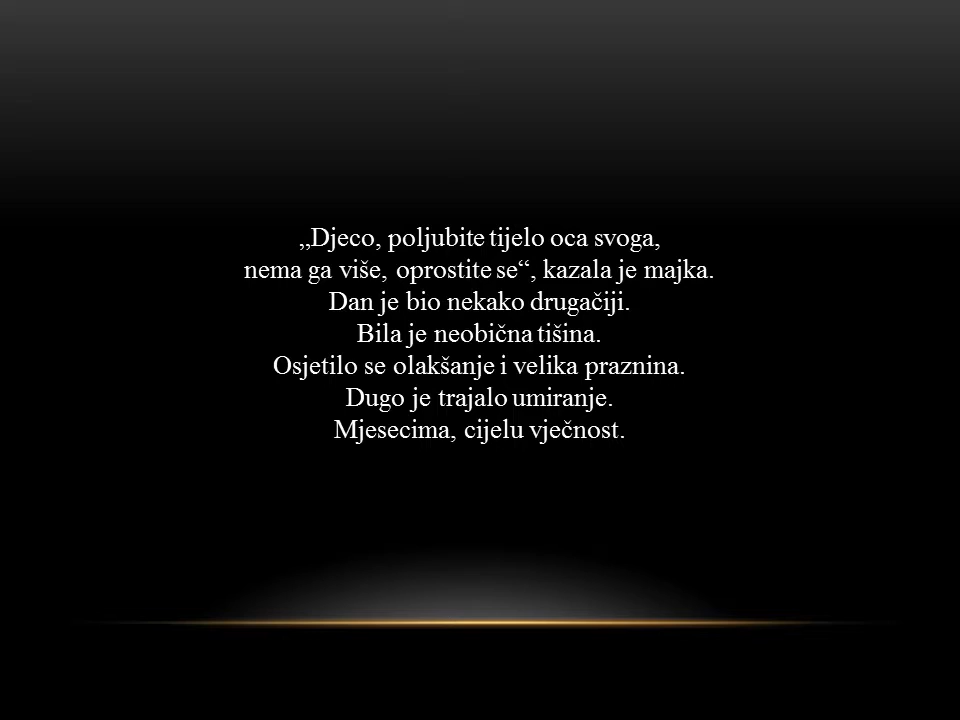 „Djeco, poljubite tijelo oca svoga,
nema ga više, oprostite se“, kazala je majka.
Dan je bio nekako drugačiji.
Bila je neobična tišina.
Osjetilo se olakšanje i velika praznina.
Dugo je trajalo umiranje.
Mjesecima, cijelu vječnost.